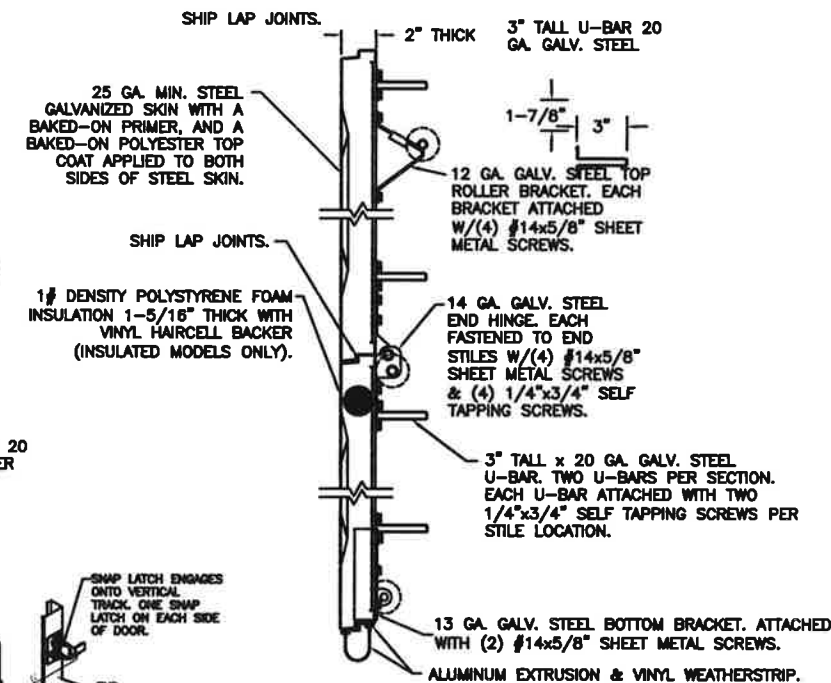 SHIP LAP JOINTS.
2" THICK
3" TALL U-BAR 20
GA. GALV. STEEL
25 GA. MIN. STEEL
GALVANIZED SKIN WITH A
BAKED-ON PRIMER, AND A
BAKED-ON POLYESTER TOP
COAT APPLIED TO BOTH
SIDES OF STEEL SKIN.
1-7/8"
3"
12 GA. GALV. STEEL TOP
ROLLER BRACKET. EACH
BRACKET ATTACHED
W/(4) #14x5/8" SHEET
METAL SCREWS.
SHIP LAP JOINTS.
1# DENSITY POLYSTYRENE FOAM
INSULATION 1-5/16" THICK WITH
VINYL HAIRCELL BACKER
(INSULATED MODELS ONLY).
14 GA. GALV. STEEL
END HINGE. EACH
FASTENED TO END
STILES W/(4) #14x5/8"
SHEET METAL SCREWS
& (4) 1/4"x3/4" SELF
TAPPING SCREWS.
20
3" TALL x 20 GA. GALV. STEEL
U-BAR. TWO U-BARS PER SECTION.
EACH U-BAR ATTACHED WITH TWO
1/4"x3/4" SELF TAPPING SCREWS PER
STILE LOCATION.
SNAP LATCH ENGAGES
ONTO VERTICAL
TRACK. ONE SNAP
LATCH ON EACH SIDE
OF DOOR.
13 GA. GALV. STEEL BOTTOM BRACKET. ATTACHED
WITH (2) #14x5/8" SHEET METAL SCREWS.
ALUMINUM EXTRUSION & VINYL WEATHERSTRIP.